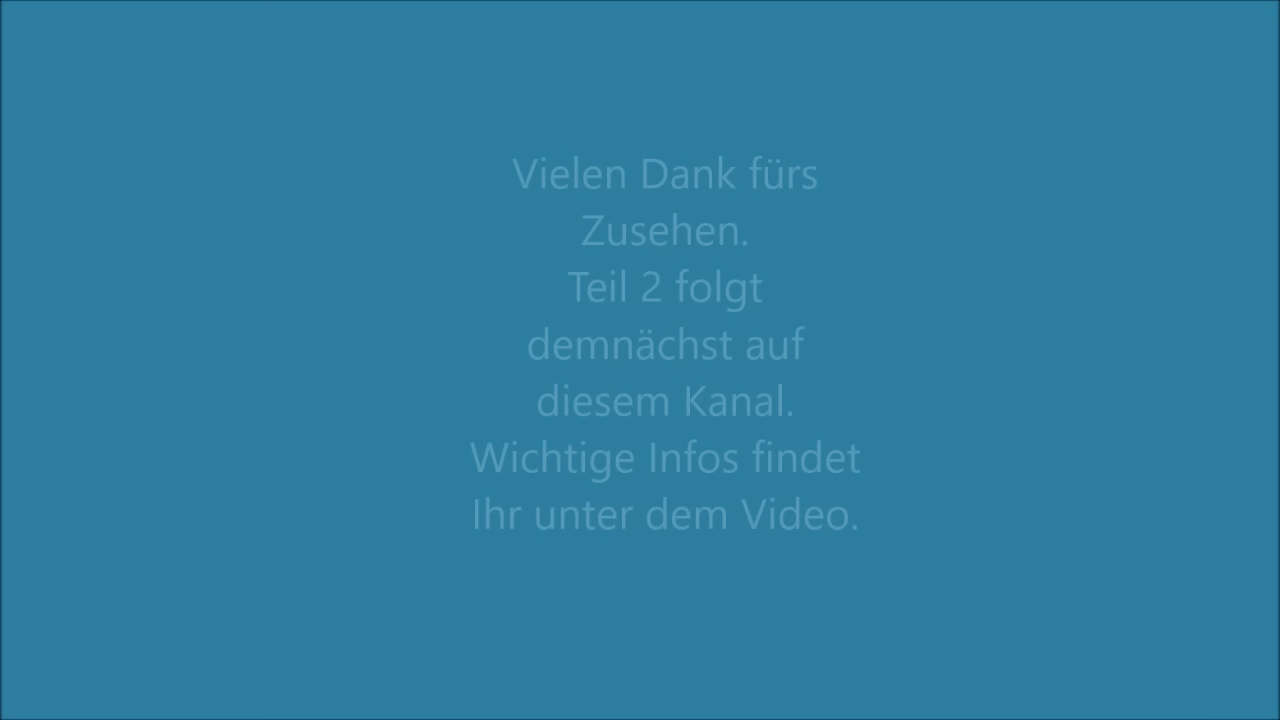 Vielen Dank fürs
Zusehen.
Teil 2 folgt
demnächst auf
diesem Kanal.
Wichtige Infos findet
Ihr unter dem Video.